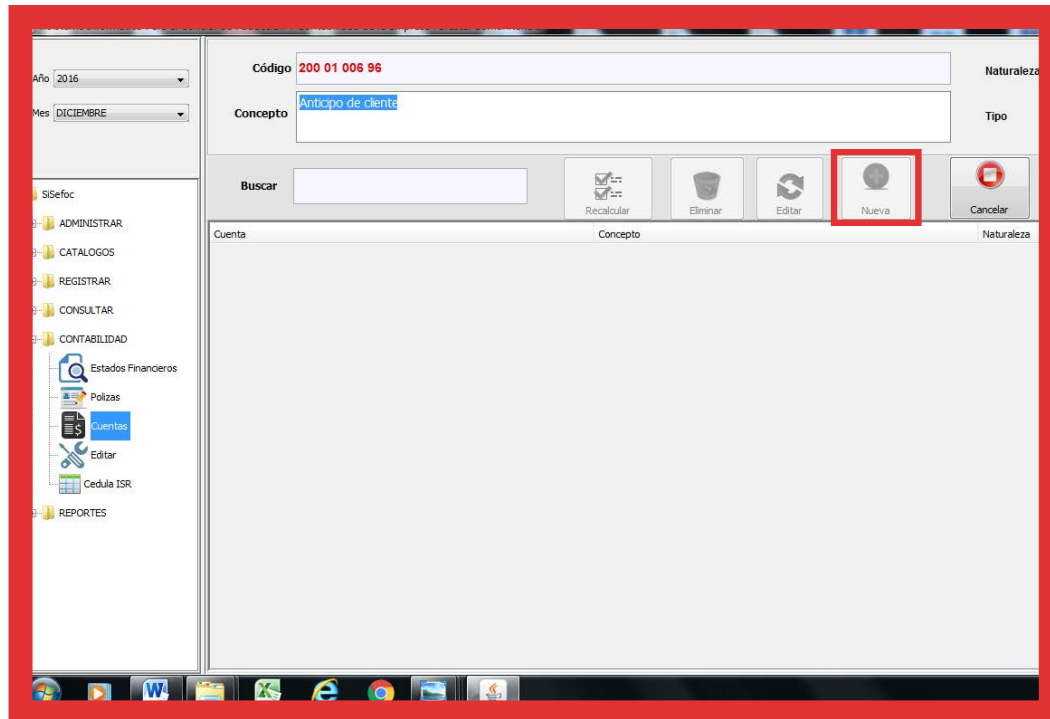 Año 2016
Mes DICIEMBRE
Código 200 01 006 96
Naturaleza
Concepto Anticipo de cliente
Tipo
Buscar
Recalcular
Eliminar
Editar
Nueva
Cancelar
Cuenta
Concepto
Naturaleza
SiSefoc
ADMINISTRAR
CATALOGOS
REGISTRAR
CONSULTAR
CONTABILIDAD
Estados Financieros
Polizas
Cuentas
Editar
Cedula ISR
REPORTES